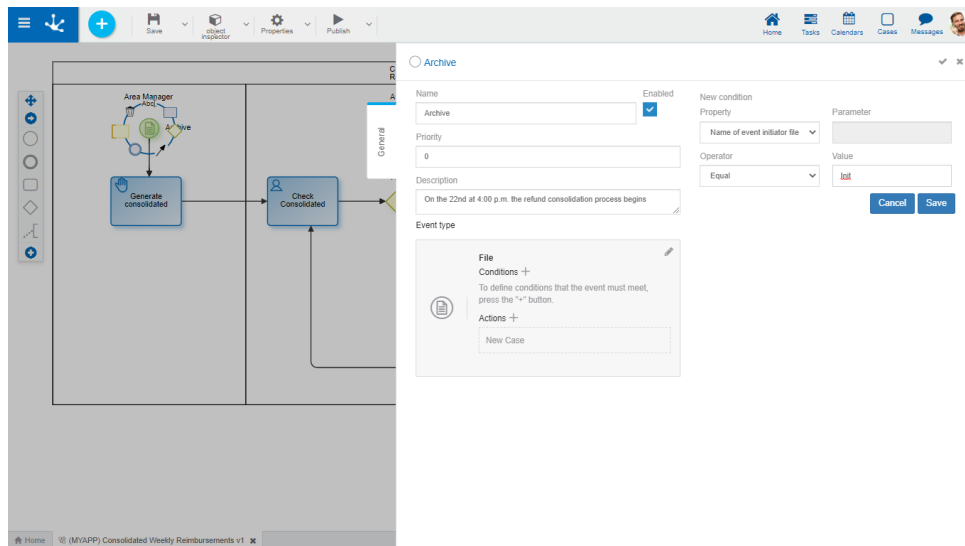 Save
object
inspector
Properties
Publish
Home
Tasks
Calendars
Cases
Messages
C
R
Area Manager
A
Generate
consolidated
Check
Consolidated
General
Archive
Name
Enabled
Archive
Priority
0
Description
On the 22nd at 4:00 p.m. the refund consolidation process begins
Event type
File
Conditions
To define conditions that the event must meet,
press the "+" button.
Actions
New Case
New condition
Property
Parameter
Name of event initiator file
Operator
Value
Equal
Init
Cancel
Save
Home
(MYAPP) Consolidated Weekly Reimbursements v1